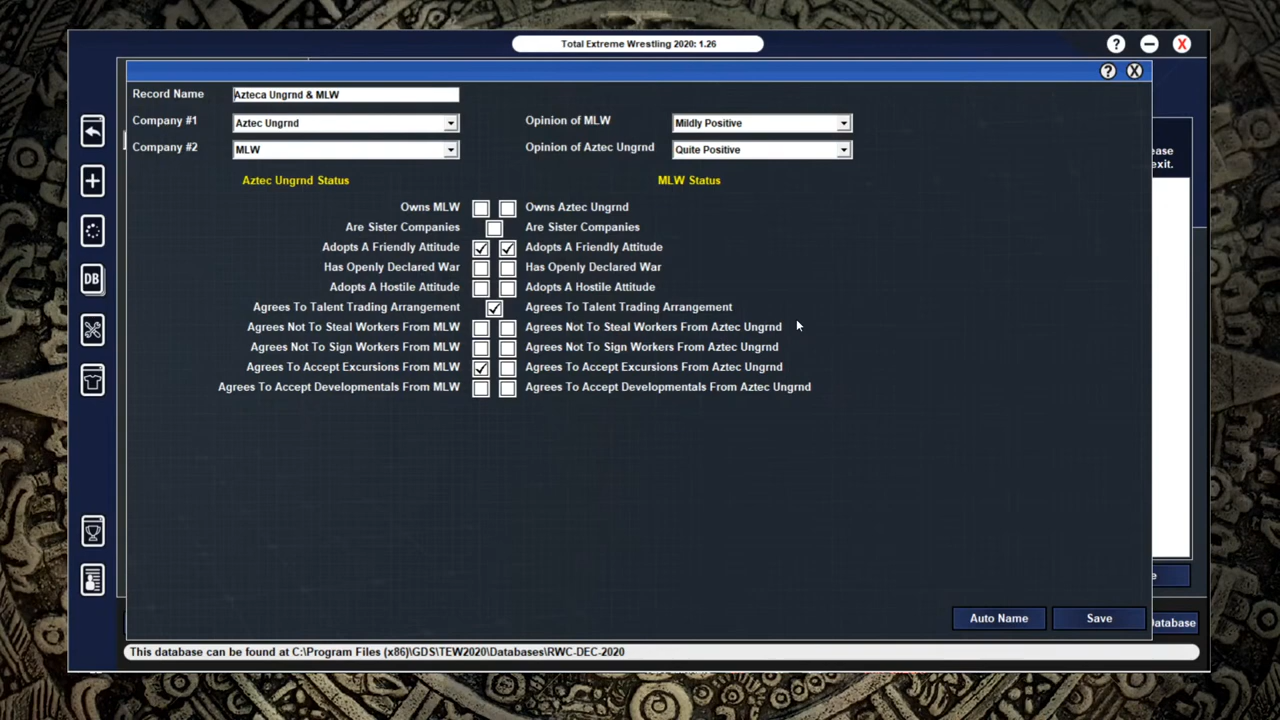 Total Extreme Wrestling 2020: 1.26
?
X
? X
Record Name Azteca Ungrnd & MLW
Company #1 Aztec Ungrnd Opinion of MLW Mildly Positive
Company #2 MLW Opinion of Aztec Ungrnd Quite Positive
ease
exit.
Aztec Ungrnd Status MLW Status
Owns MLW Owns Aztec Ungrnd
Are Sister Companies Are Sister Companies
Adopts A Friendly Attitude Adopts A Friendly Attitude
Has Openly Declared War Has Openly Declared War
Adopts A Hostile Attitude Adopts A Hostile Attitude
DB
Agrees To Talent Trading Arrangement Agrees To Talent Trading Arrangement
Agrees Not To Steal Workers From MLW Agrees Not To Steal Workers From Aztec Ungrnd
Agrees Not To Sign Workers From MLW Agrees Not To Sign Workers From Aztec Ungrnd
Agrees To Accept Excursions From MLW Agrees To Accept Excursions From Aztec Ungrnd
Agrees To Accept Developmentals From MLW Agrees To Accept Developmentals From Aztec Ungrnd
e
Auto Name Save atabase
This database can be found at C:\Program Files (x86)\GDS\TEW2020\Databases\RWC-DEC-2020